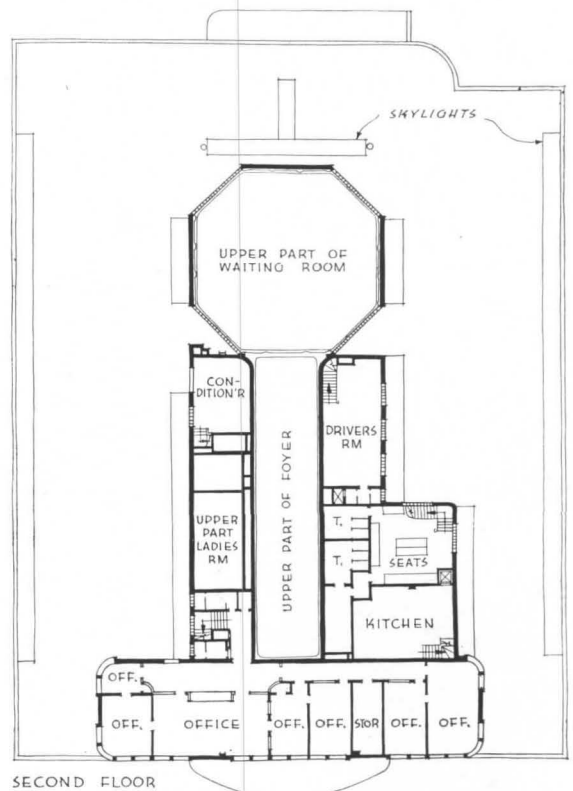 SKYLIGHTS
UPPER PART OF
WAITING ROOM
CON-
DITION'R
DRIVERS
RM
UPPER PART OF FOYER
UPPER
PART
LADIES
RM
T.
T.
SEATS
KITCHEN
OFF.
OFF.
OFFICE
OFF.
OFF.
STOR
OFF.
OFF.
SECOND FLOOR